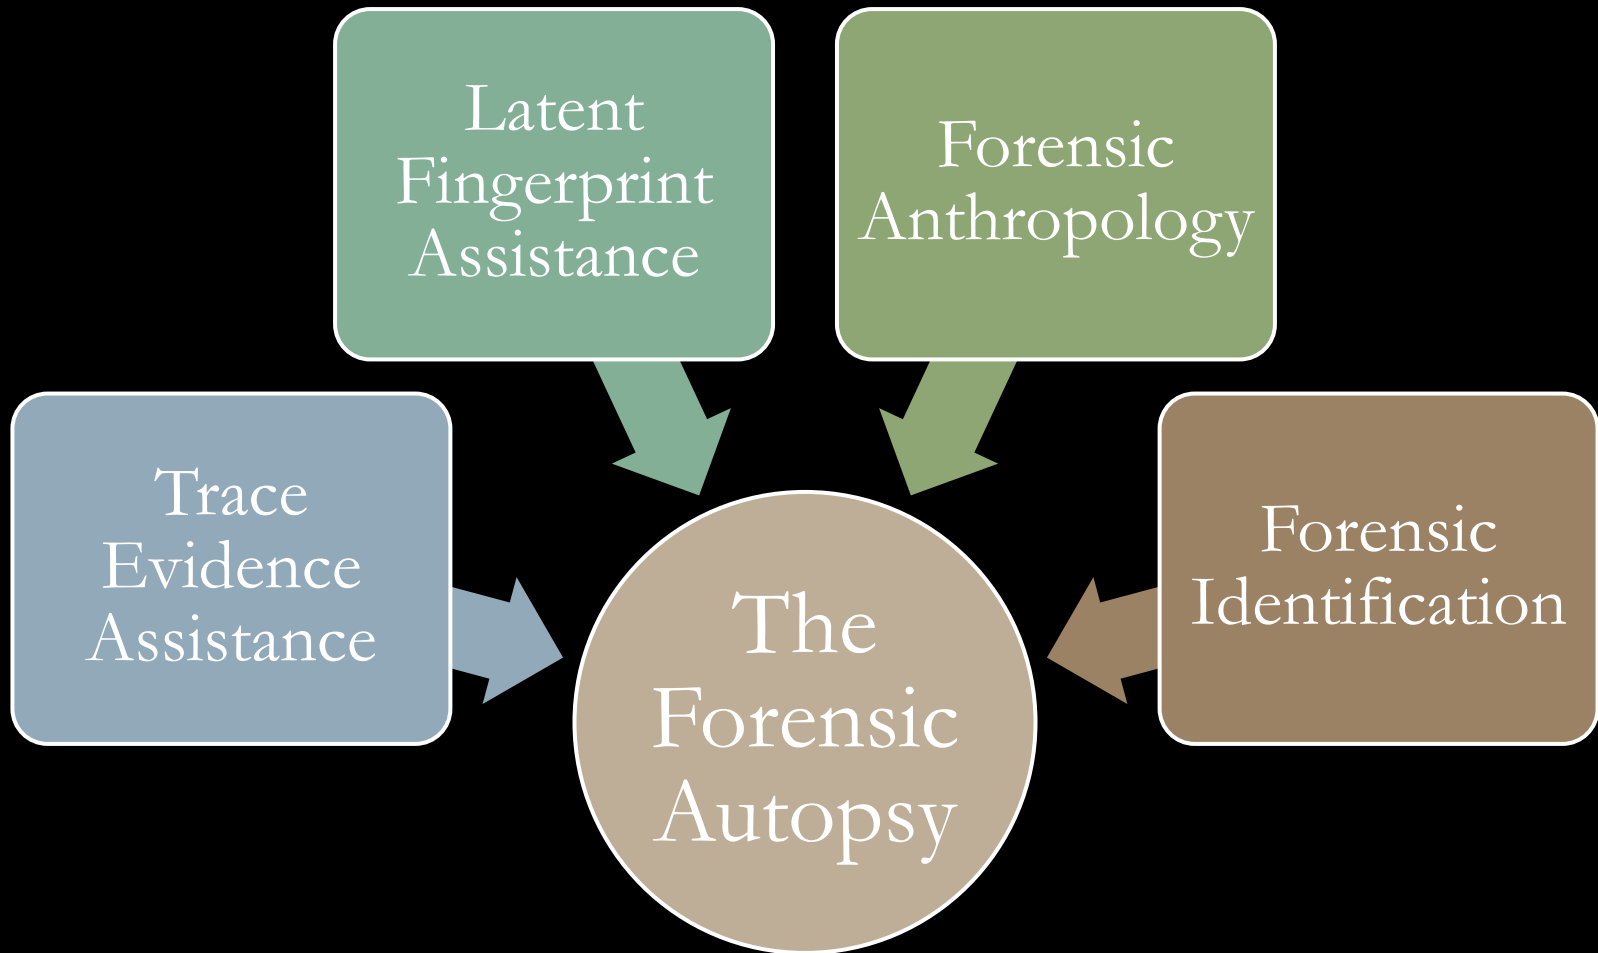 Latent
Fingerprint
Assistance
Forensic
Anthropology
Trace
Evidence
Assistance
Forensic
Identification
The
Forensic
Autopsy